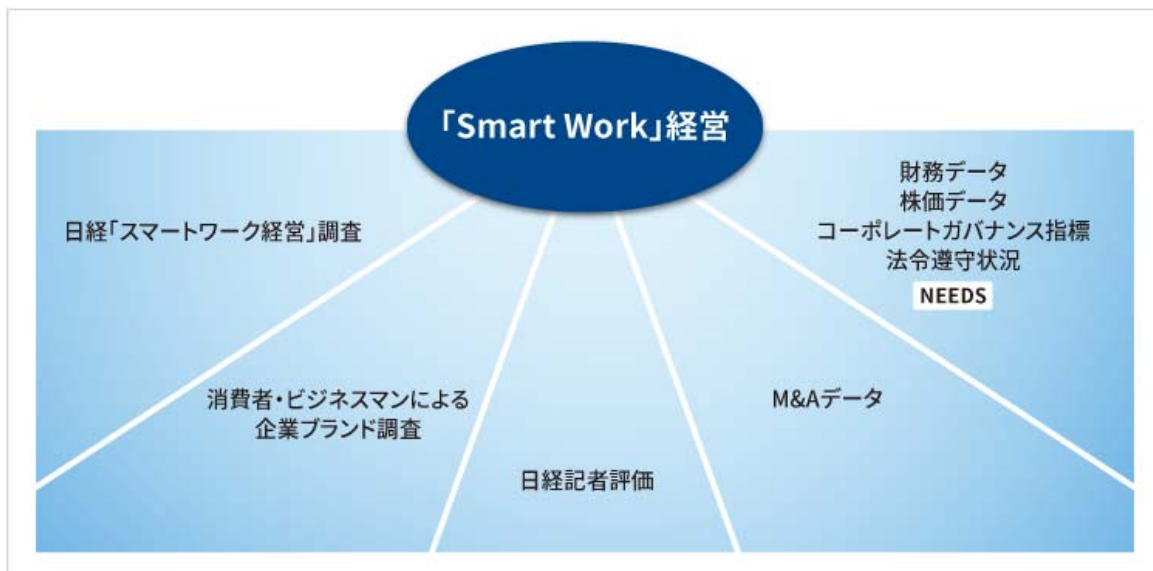 「Smart Work」経営
日経「スマートワーク経営」調査
消費者・ビジネスマンによる
企業ブランド調査
日経記者評価
M&Aデータ
財務データ
株価データ
コーポレートガバナンス指標
法令遵守状況
NEEDS